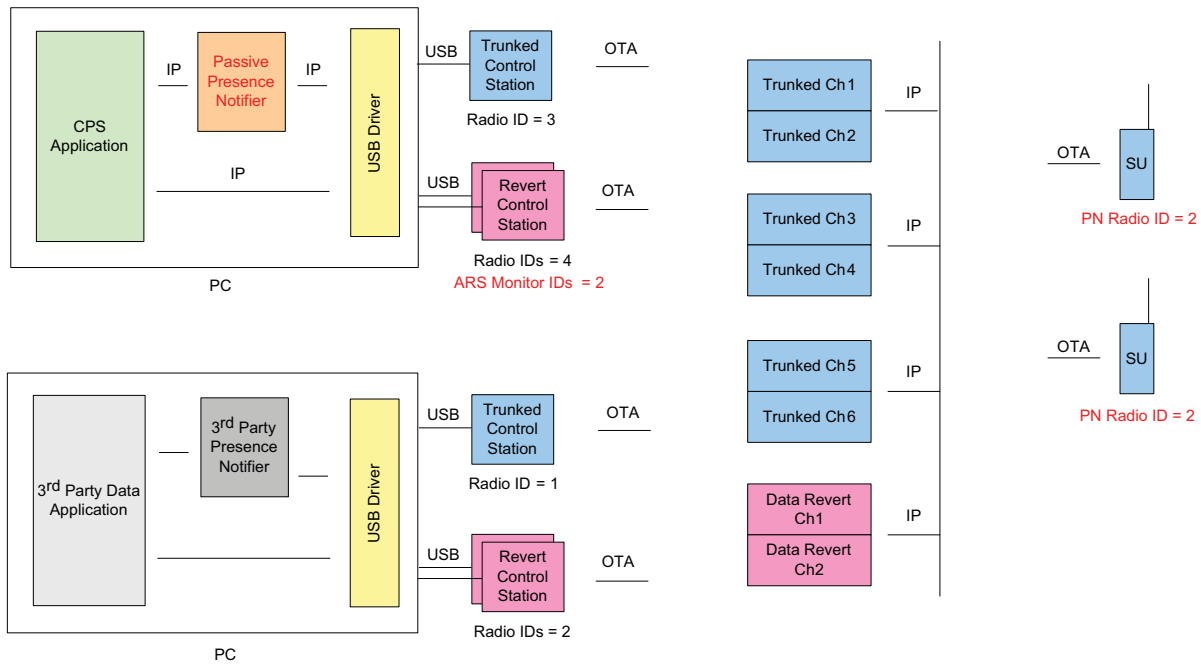 CPS
Application
IP
Passive
Presence
Notifier
IP
IP
USB Driver
PC
USB
Trunked
Control
Station
Radio ID = 3
OTA
USB
Revert
Control
Station
Radio IDs = 4
ARS Monitor IDs = 2
OTA
3rd Party Data
Application
3rd Party
Presence
Notifier
USB Driver
PC
USB
Trunked
Control
Station
Radio ID = 1
OTA
USB
Revert
Control
Station
Radio IDs = 2
OTA
Trunked Ch1
Trunked Ch2
IP
Trunked Ch3
Trunked Ch4
IP
Trunked Ch5
Trunked Ch6
IP
Data Revert
Ch1
Data Revert
Ch2
IP
OTA
SU
PN Radio ID = 2
OTA
SU
PN Radio ID = 2